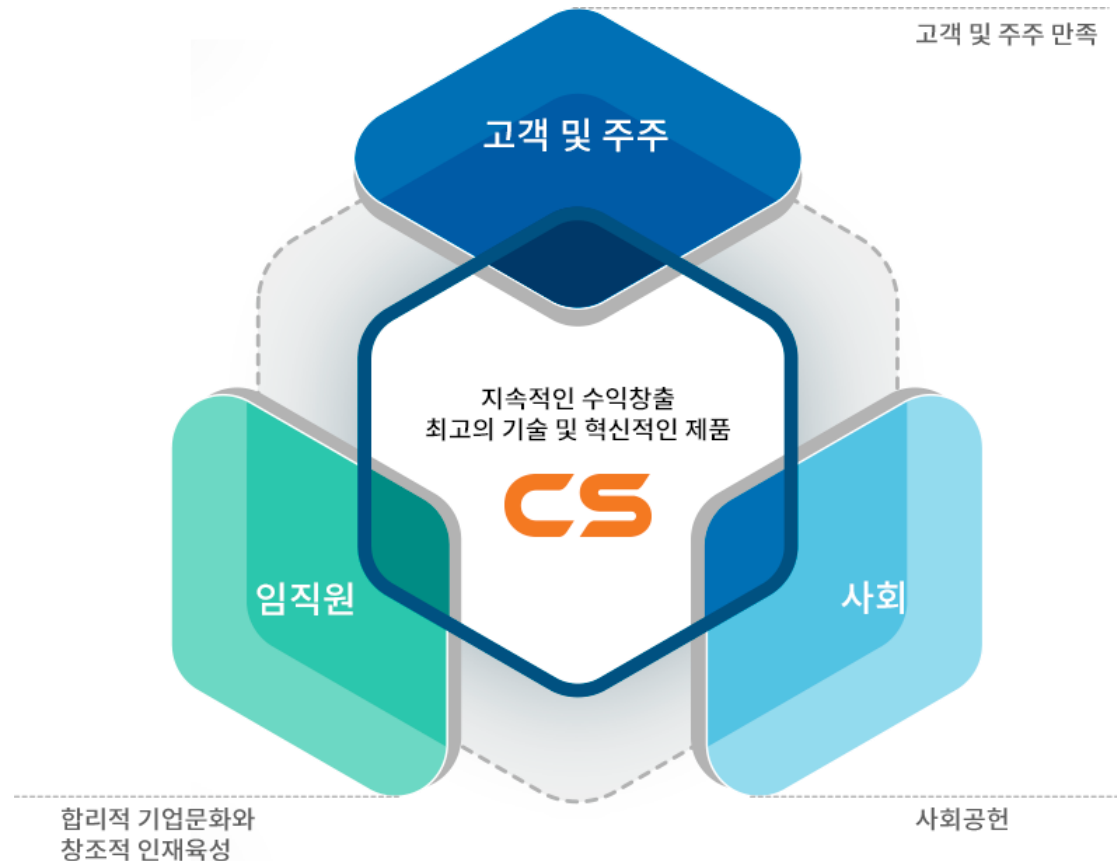 고객 및 주주 만족
고객 및 주주
지속적인 수익창출
최고의 기술 및 혁신적인 제품
CS
임직원
사회
합리적 기업문화와
창조적 인재육성
사회공헌